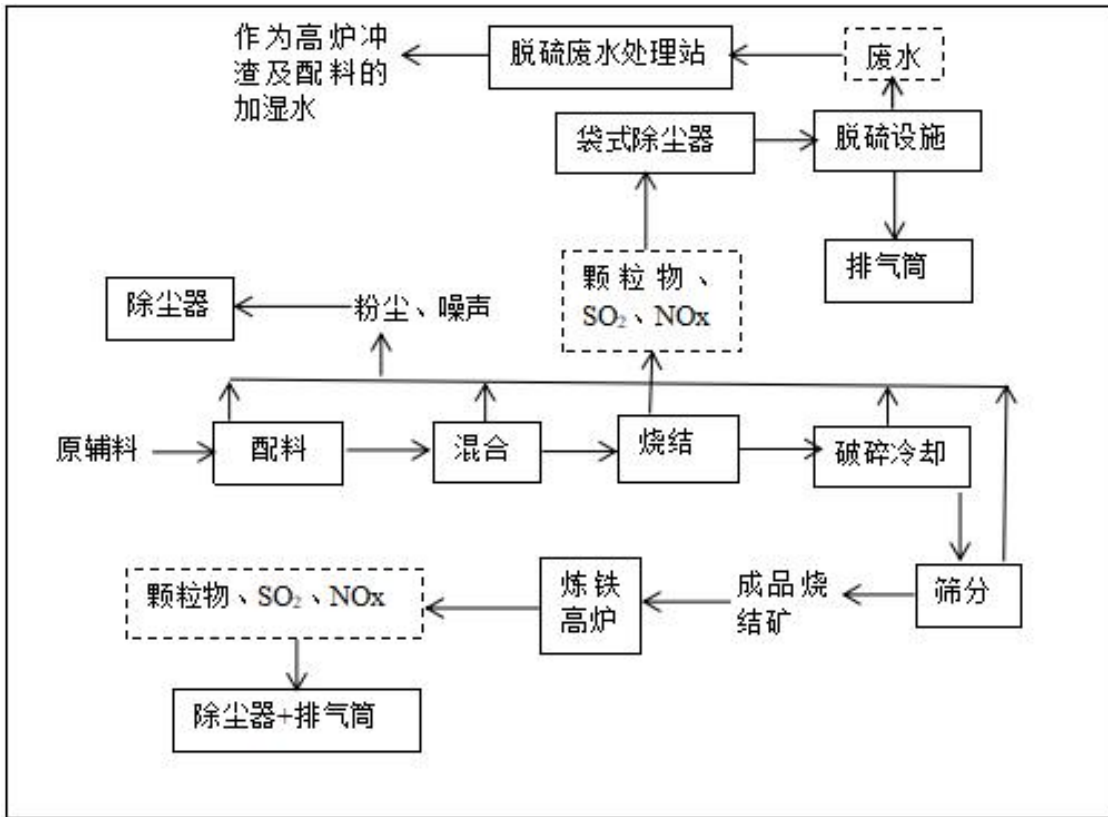 作为高炉冲
渣及配料的
加湿水
脱硫废水处理站
废水
袋式除尘器
脱硫设施
排气筒
颗粒物、
SO₂、NOx
除尘器
粉尘、噪声
原辅料
配料
混合
烧结
破碎冷却
颗粒物、SO₂、NOx
炼铁
高炉
成品烧
结矿
筛分
除尘器+排气筒